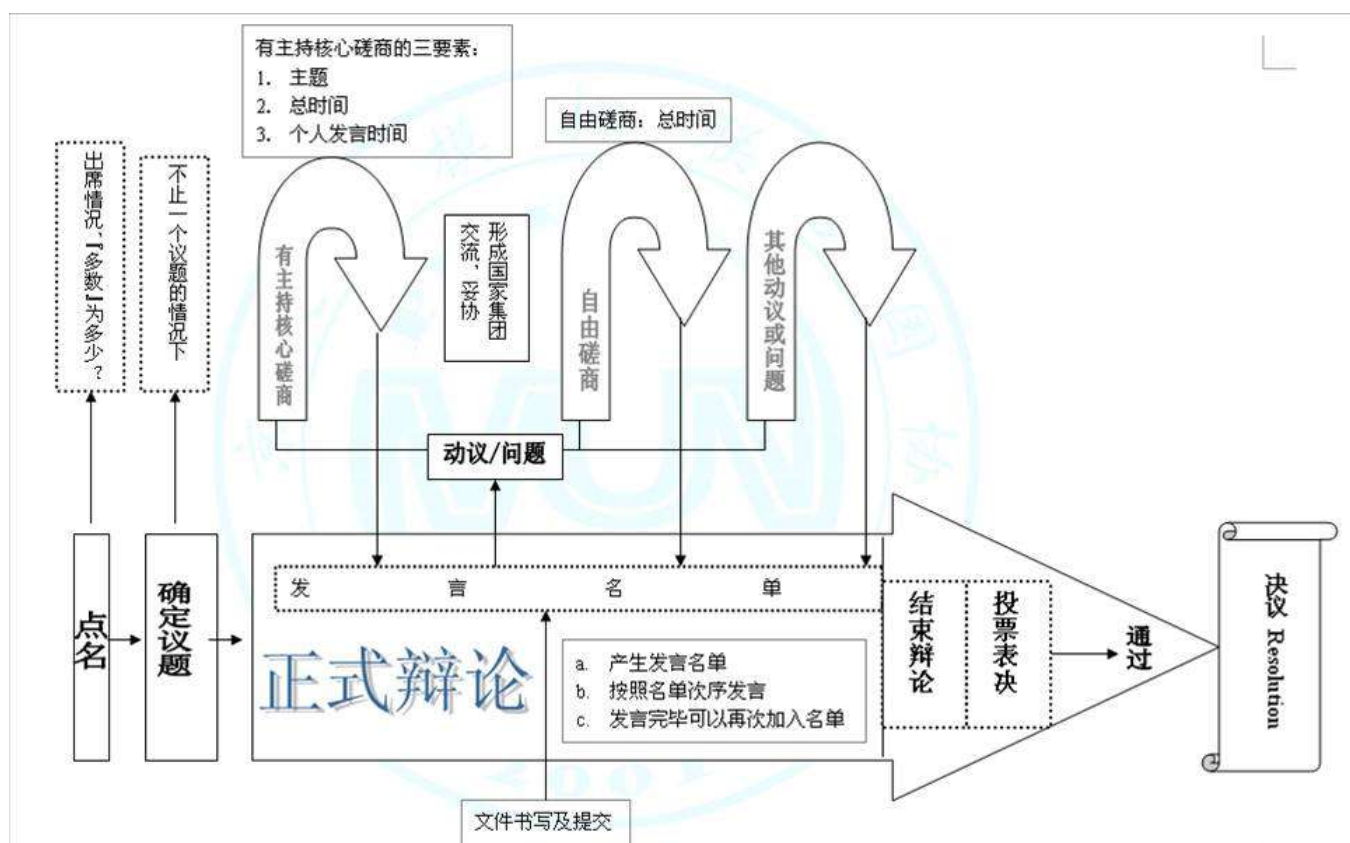 有主持核心磋商的三要素：
1. 主题
2. 总时间
3. 个人发言时间
自由磋商：总时间
出席情况、『多数』为多少？
不止一个议题的情况下
有主持核心磋商
形成国家集团
交流，妥协
自由磋商
其他动议或问题
动议/问题
点名
确定议题
发言名单
正式辩论
a. 产生发言名单
b. 按照名单次序发言
c. 发言完毕可以再次加入名单
结束辩论
投票表决
通过
决议 Resolution
文件书写及提交
MUN
2001